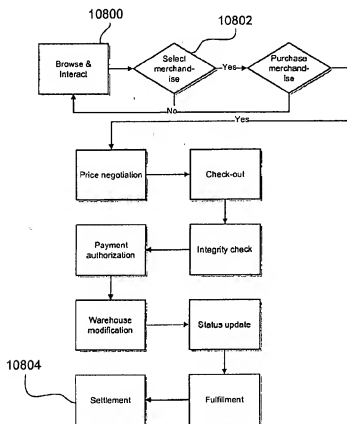 10800
10802
Browse &
Interact
Select
merchand-
ise
Yes
Purchase
merchand-
ise
No
Yes
Price negotiation
Check-out
Payment
authorization
Integrity check
Warehouse
modification
Status update
10804
Settlement
Fulfillment